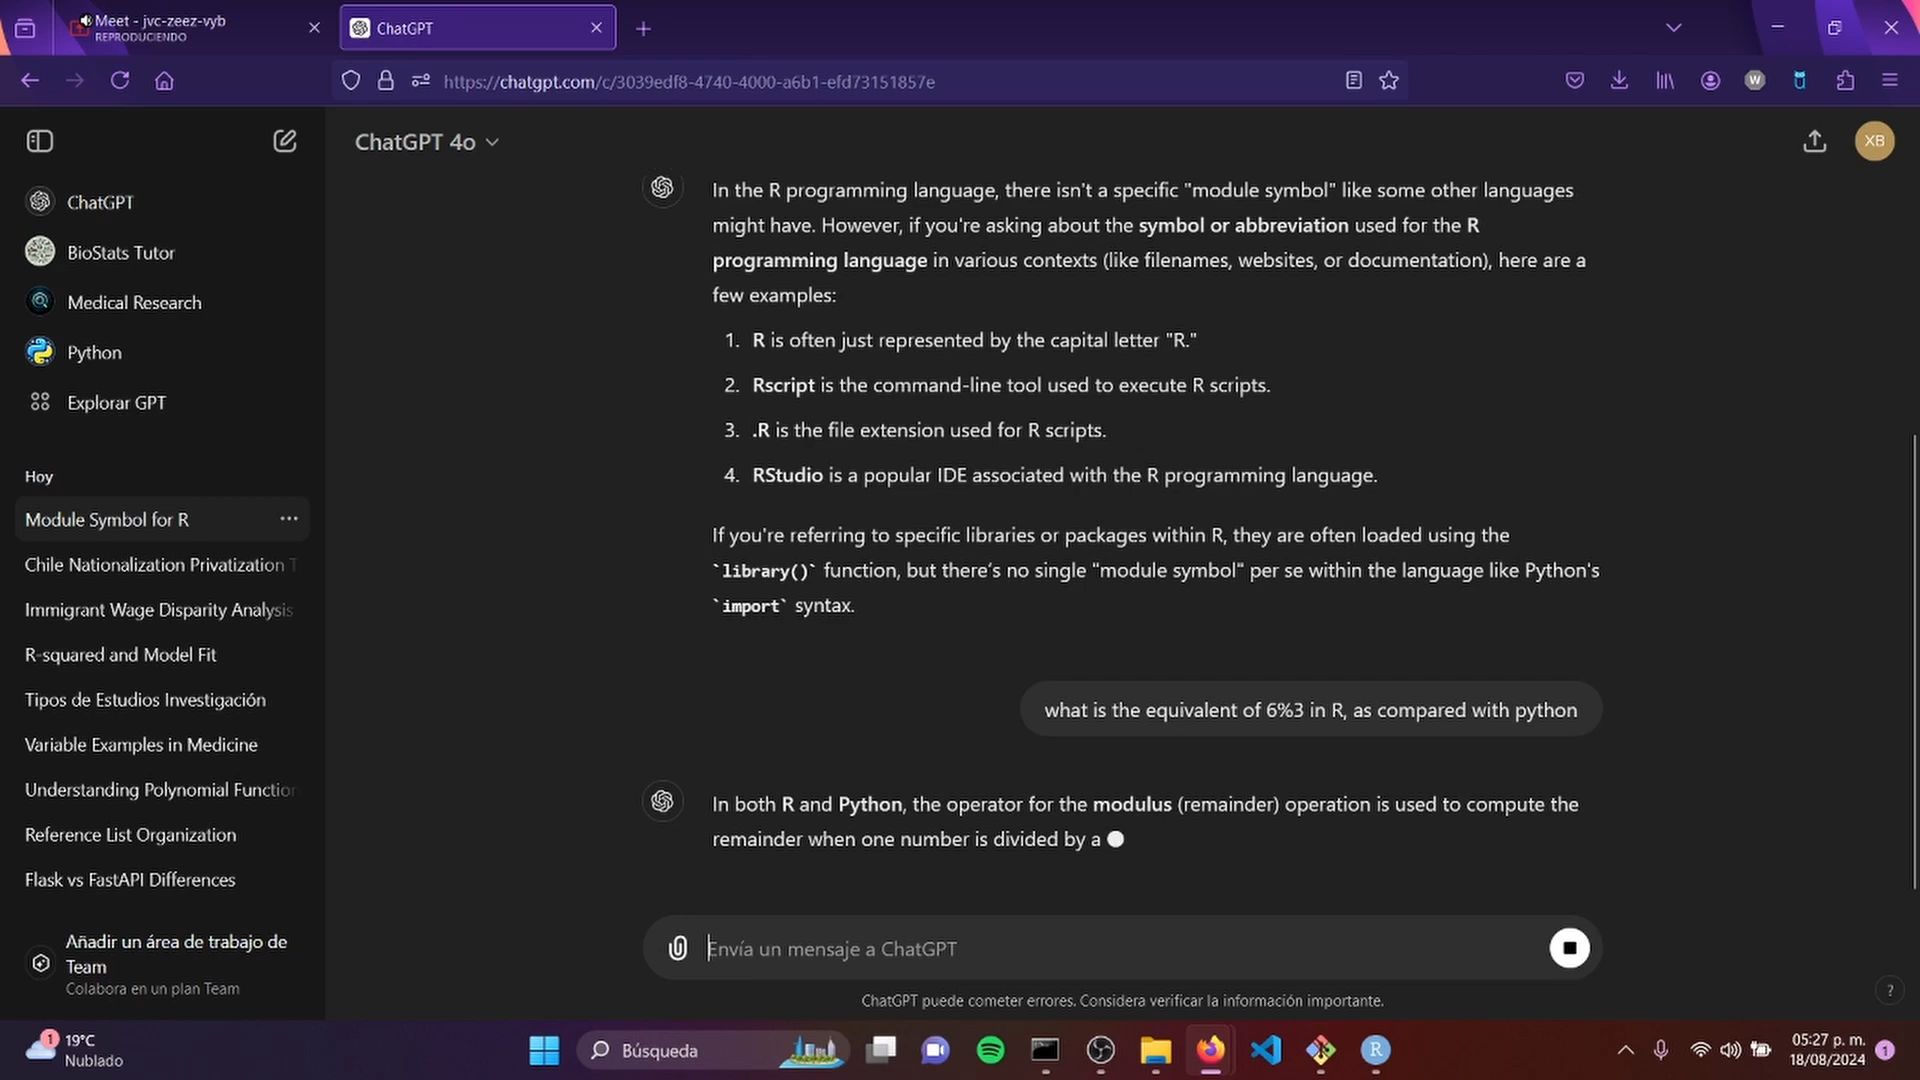 Meet - jvc-zeez-vyb
REPRODUCIENDO
ChatGPT
https://chatgpt.com/c/3039edf8-4740-4000-a6b1-efd73151857e
W
ChatGPT
BioStats Tutor
Medical Research
Python
Explorar GPT
Hoy
Module Symbol for R
Chile Nationalization Privatization T
Immigrant Wage Disparity Analysis
R-squared and Model Fit
Tipos de Estudios Investigación
Variable Examples in Medicine
Understanding Polynomial Function
Reference List Organization
Flask vs FastAPI Differences
Añadir un área de trabajo de
Team
Colabora en un plan Team
ChatGPT 4o
XB
In the R programming language, there isn't a specific "module symbol" like some other languages
might have. However, if you're asking about the symbol or abbreviation used for the R
programming language in various contexts (like filenames, websites, or documentation), here are a
few examples:
1. R is often just represented by the capital letter "R."
2. Rscript is the command-line tool used to execute R scripts.
3. .R is the file extension used for R scripts.
4. RStudio is a popular IDE associated with the R programming language.
If you're referring to specific libraries or packages within R, they are often loaded using the
`library()` function, but there's no single "module symbol" per se within the language like Python's
`import` syntax.
what is the equivalent of 6%3 in R, as compared with python
In both R and Python, the operator for the modulus (remainder) operation is used to compute the
remainder when one number is divided by a
Envía un mensaje a ChatGPT
ChatGPT puede cometer errores. Considera verificar la información importante.
?
1
19°C
Nublado
Búsqueda
R
05:27 p. m.
18/08/2024
1